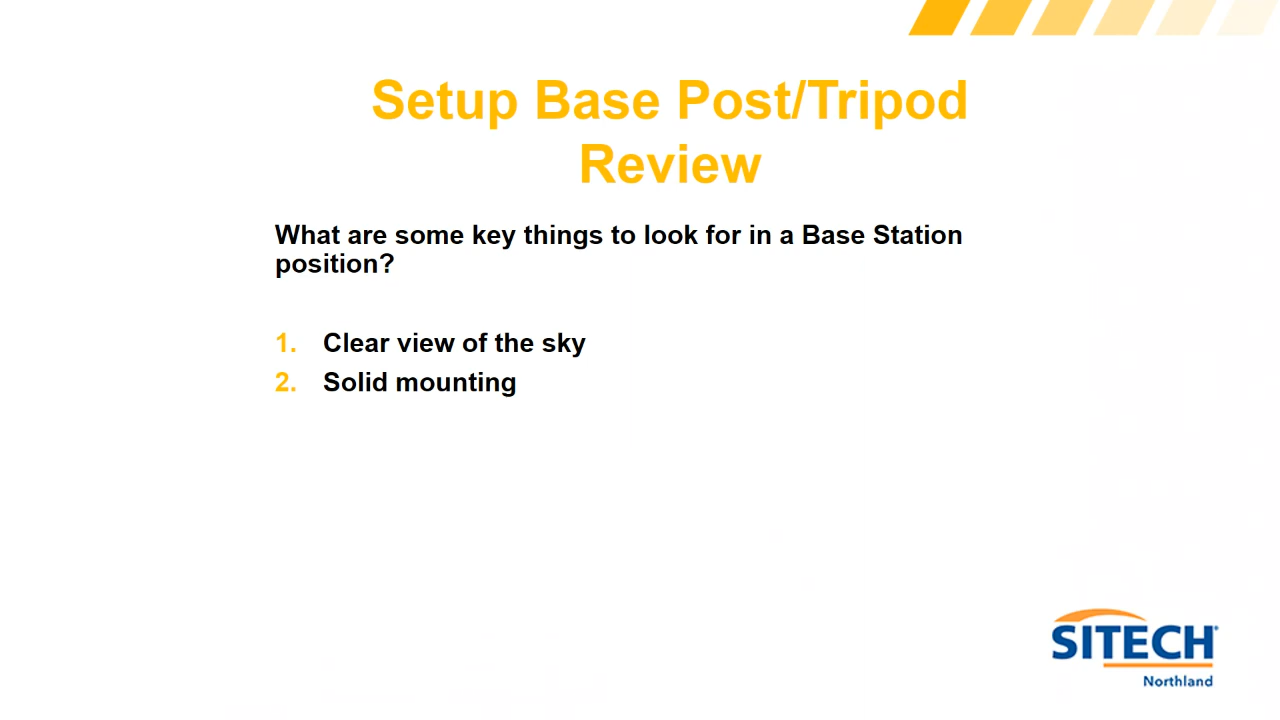 Setup Base Post/Tripod
Review
What are some key things to look for in a Base Station
position?
1. Clear view of the sky
2. Solid mounting
SITECH®
Northland